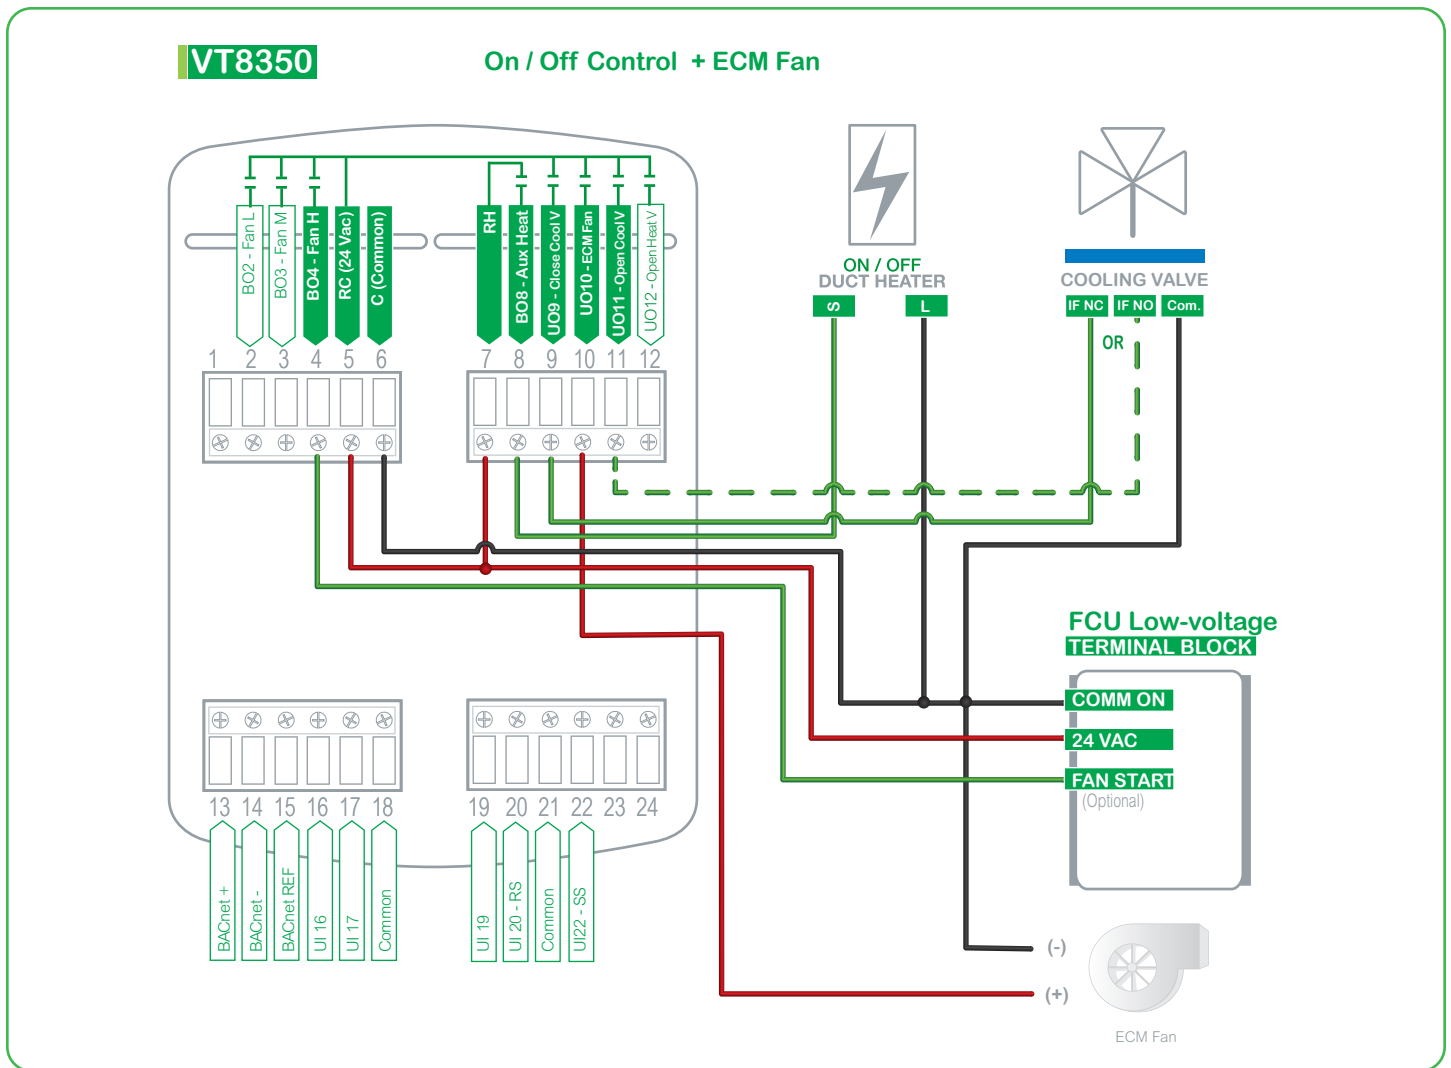 VT8350
On / Off Control + ECM Fan
BO2 - Fan L
BO3 - Fan M
BO4 - Fan H
RC (24 Vac)
C (Common)
RH
BO8 - Aux Heat
UO9 - Close Cool V
UO10 - ECM Fan
UO11 - Open Cool V
UO12 - Open Heat V
1 2 3 4 5 6
7 8 9 10 11 12
ON / OFF
DUCT HEATER
S L
COOLING VALVE
IF NC IF NO Com.
OR
FCU Low-voltage
TERMINAL BLOCK
COMM ON
24 VAC
FAN START
(Optional)
13 14 15 16 17 18
19 20 21 22 23 24
BACnet +
BACnet -
BACnet REF
UI 16
UI 17
Common
UI 19
UI 20 - RS
Common
UI22 - SS
(-)
(+)
ECM Fan